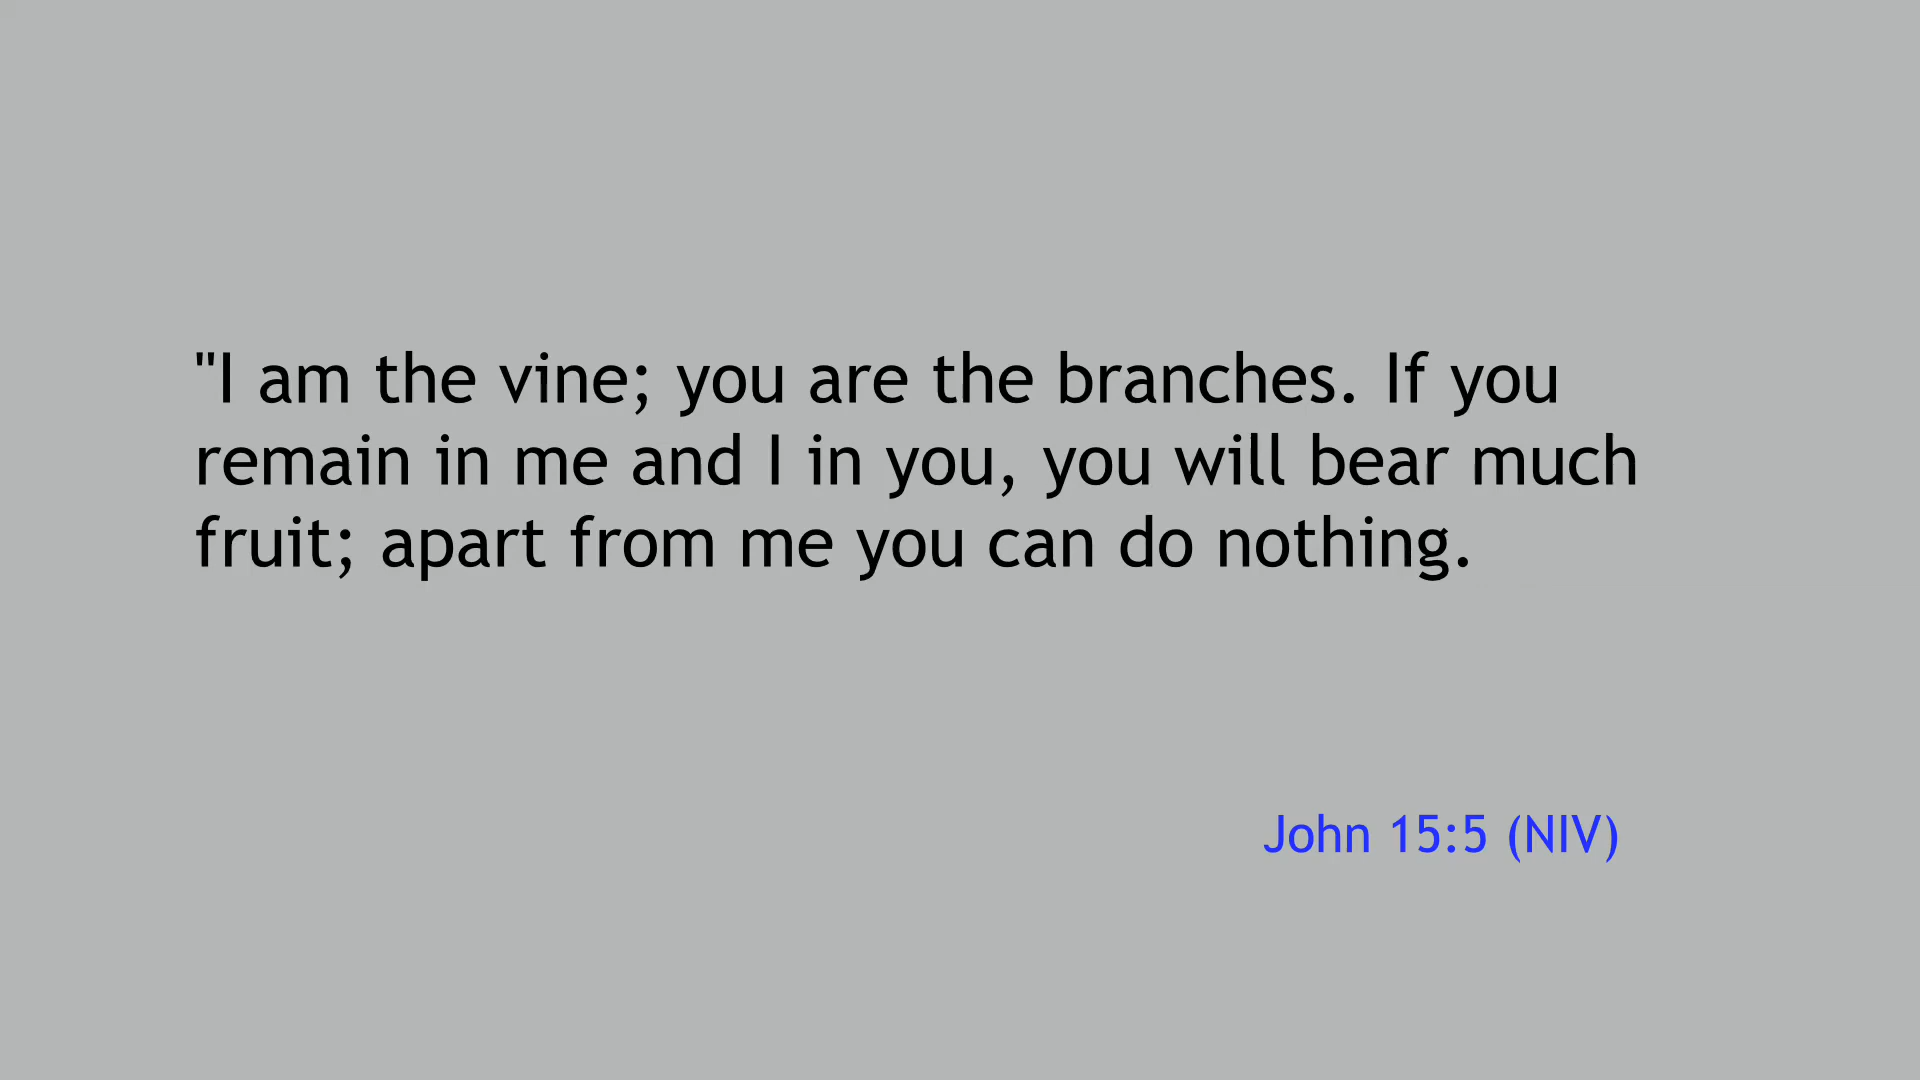 "I am the vine; you are the branches. If you
remain in me and I in you, you will bear much
fruit; apart from me you can do nothing.
John 15:5 (NIV)